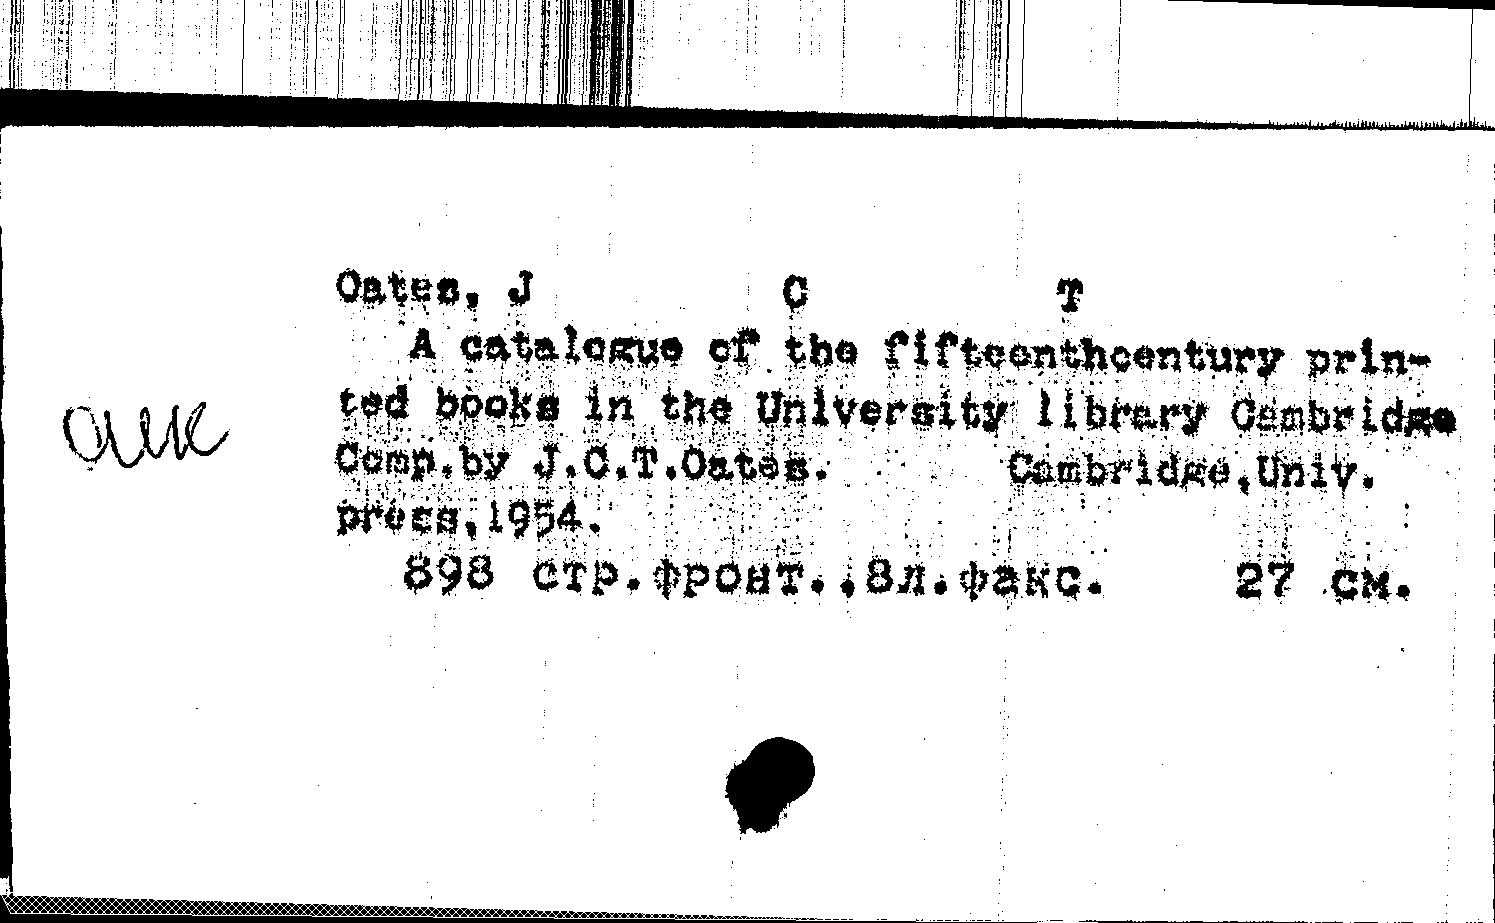 Oates, J C T
A catalogue of the fifteenthcentury prin-
ted books in the University library Cambridge
Comp.by J.C.T.Oates. Cambridge,Univ.
press,1954.
898 стр.фронт.,8л.факс. 27 см.